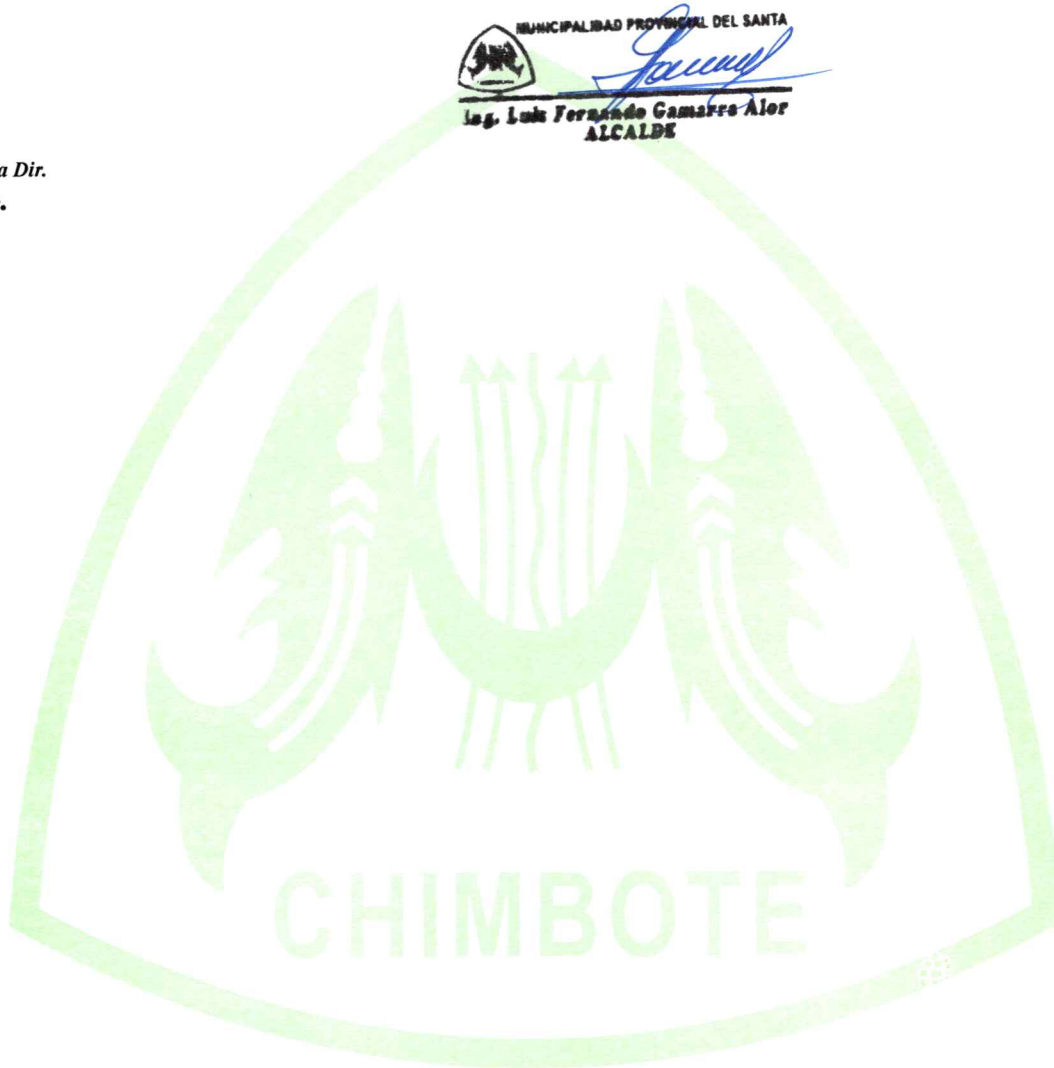 MUNICIPALIDAD PROVINCIAL DEL SANTA
Ing. Luis Fernando Gamarra Alor
ALCALDE
a Dir.
CHIMBOTE